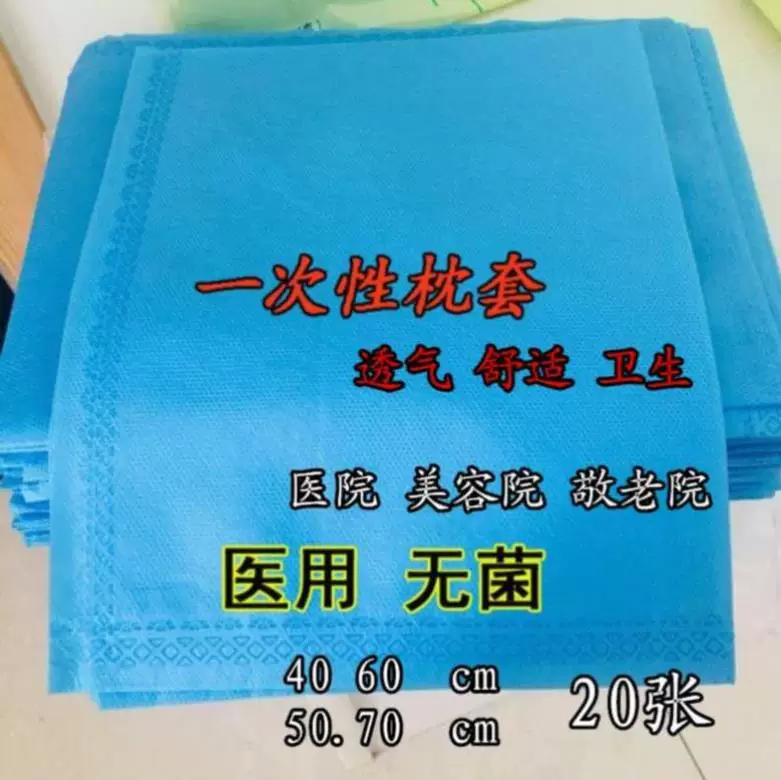 一次性枕套
透气 舒适 卫生
医院 美容院 敬老院
医用 无菌
40 60 cm
50.70 cm
20张